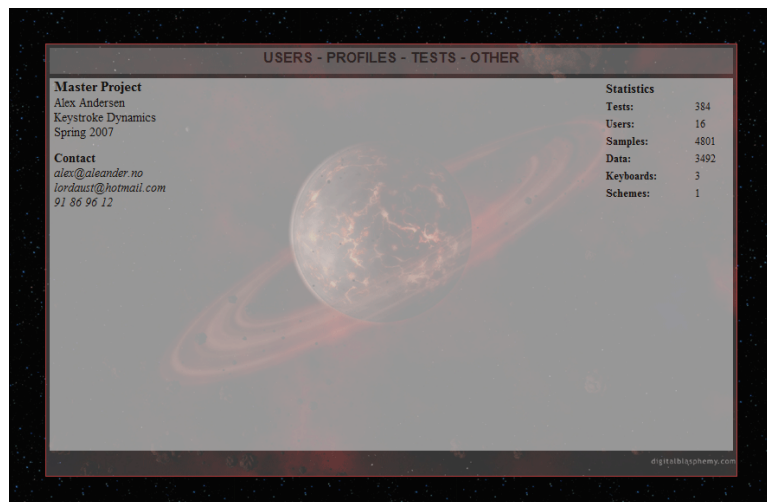 USERS - PROFILES - TESTS - OTHER
Master Project
Alex Andersen
Keystroke Dynamics
Spring 2007
Contact
alex@aleander.no
lordaust@hotmail.com
91 86 96 12
Statistics
Tests: 384
Users: 16
Samples: 4801
Data: 3492
Keyboards: 3
Schemes: 1
digitalblasphemy.com